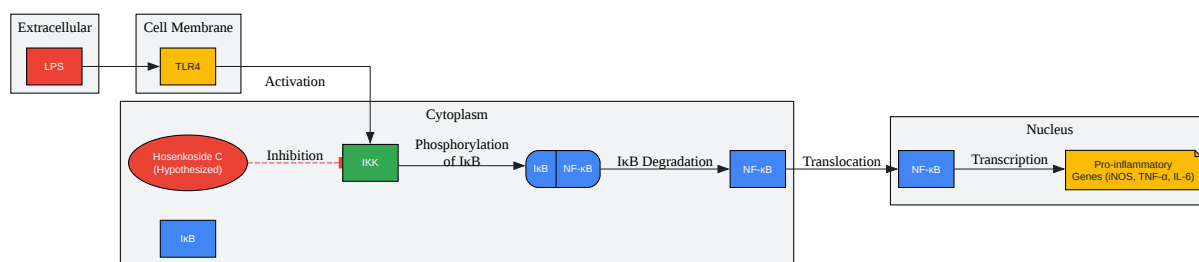 Extracellular
LPS
Cell Membrane
TLR4
Activation
Cytoplasm
Hosenkoside C
(Hypothesized)
Inhibition
IKK
Phosphorylation
of IκB
IκB
NF-κB
IκB Degradation
NF-κB
Translocation
IκB
Nucleus
NF-κB
Transcription
Pro-inflammatory
Genes (iNOS, TNF-α, IL-6)